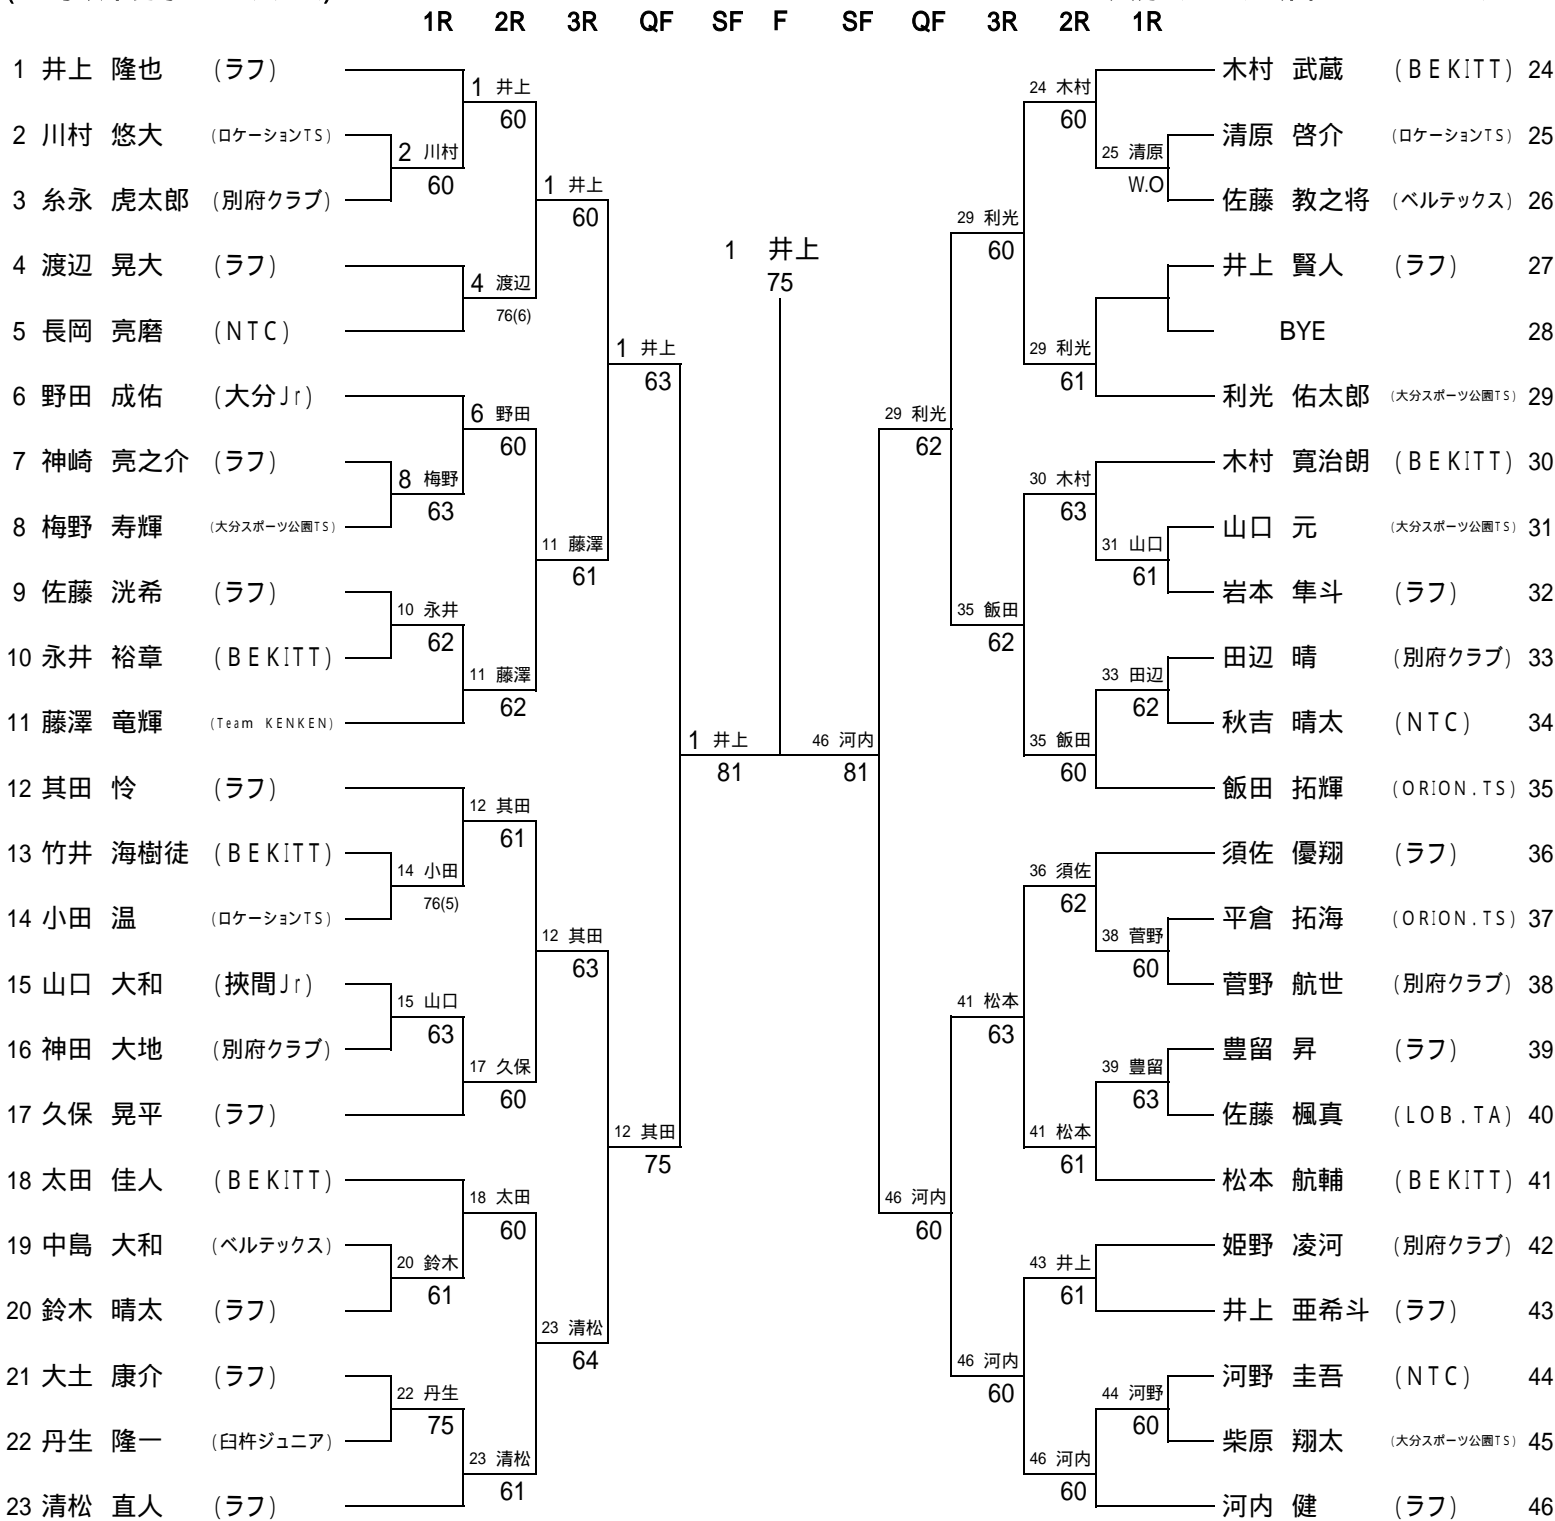 1R 2R 3R QF SF F SF QF 3R 2R 1R
1 井上 隆也 (ラフ) 木村 武蔵 (BEKITT) 24
1 井上 24 木村
60 60
2 川村 悠大 (ロケーションTS) 清原 啓介 (ロケーションTS) 25
2 川村 25 清原
60 W.O
3 糸永 虎太郎 (別府クラブ) 佐藤 教之将 (ベルテックス) 26
1 井上 29 利光
60 60
1 井上
75
4 渡辺 晃大 (ラフ) 井上 賢人 (ラフ) 27
4 渡辺
76(6)
5 長岡 亮磨 (NTC) BYE 28
1 井上 29 利光
63 61
6 野田 成佑 (大分Jr) 利光 佑太郎 (大分スポーツ公園TS) 29
6 野田 29 利光
60 62
7 神崎 亮之介 (ラフ) 木村 寛治朗 (BEKITT) 30
8 梅野 30 木村
63 63
8 梅野 寿輝 (大分スポーツ公園TS) 山口 元 (大分スポーツ公園TS) 31
11 藤澤 31 山口
61 61
9 佐藤 洸希 (ラフ) 岩本 隼斗 (ラフ) 32
10 永井 35 飯田
62 62
10 永井 裕章 (BEKITT) 田辺 晴 (別府クラブ) 33
11 藤澤 33 田辺
62 62
11 藤澤 竜輝 (Team KENKEN) 秋吉 晴太 (NTC) 34
1 井上 46 河内 35 飯田
81 81 60
12 其田 怜 (ラフ) 飯田 拓輝 (ORION.TS) 35
12 其田
61
13 竹井 海樹徒 (BEKITT) 須佐 優翔 (ラフ) 36
14 小田 36 須佐
76(5) 62
14 小田 温 (ロケーションTS) 平倉 拓海 (ORION.TS) 37
12 其田 38 菅野
63 60
15 山口 大和 (挾間Jr) 菅野 航世 (別府クラブ) 38
15 山口 41 松本
63 63
16 神田 大地 (別府クラブ) 豊留 昇 (ラフ) 39
17 久保 39 豊留
60 63
17 久保 晃平 (ラフ) 佐藤 楓真 (LOB.TA) 40
12 其田 41 松本
75 61
18 太田 佳人 (BEKITT) 松本 航輔 (BEKITT) 41
18 太田 46 河内
60 60
19 中島 大和 (ベルテックス) 姫野 凌河 (別府クラブ) 42
20 鈴木 43 井上
61 61
20 鈴木 晴太 (ラフ) 井上 亜希斗 (ラフ) 43
23 清松 46 河内
64 60
21 大土 康介 (ラフ) 河野 圭吾 (NTC) 44
22 丹生 44 河野
75 60
22 丹生 隆一 (臼杵ジュニア) 柴原 翔太 (大分スポーツ公園TS) 45
23 清松 46 河内
61 60
23 清松 直人 (ラフ) 河内 健 (ラフ) 46